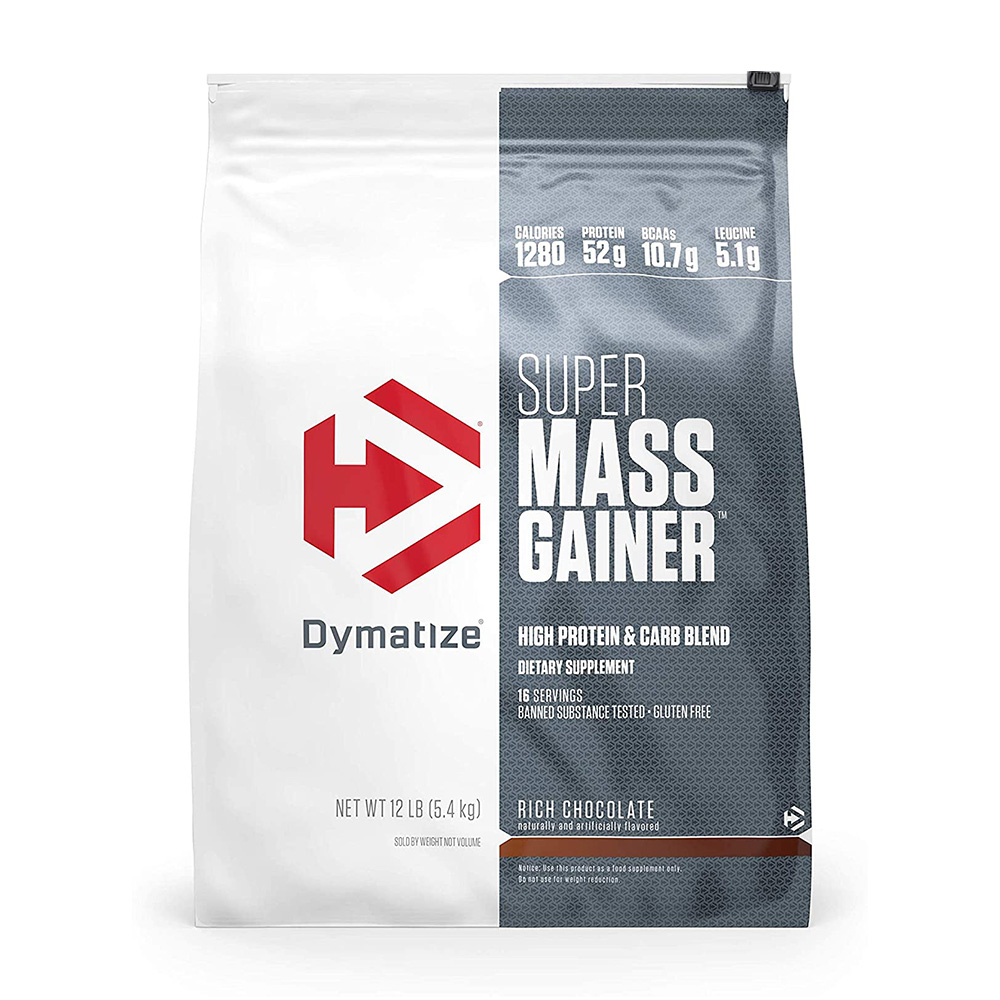 CALORIES PROTEIN BCAAs LEUCINE
1280 52g 10.7g 5.1g
SUPER
MASS
GAINER™
Dymatize®
HIGH PROTEIN & CARB BLEND
DIETARY SUPPLEMENT
16 SERVINGS
BANNED SUBSTANCE TESTED • GLUTEN FREE
NET WT 12 LB (5.4 kg)
SOLD BY WEIGHT NOT VOLUME
RICH CHOCOLATE
naturally and artificially flavored
Notice: Use this product as a food supplement only.
Do not use for weight reduction.